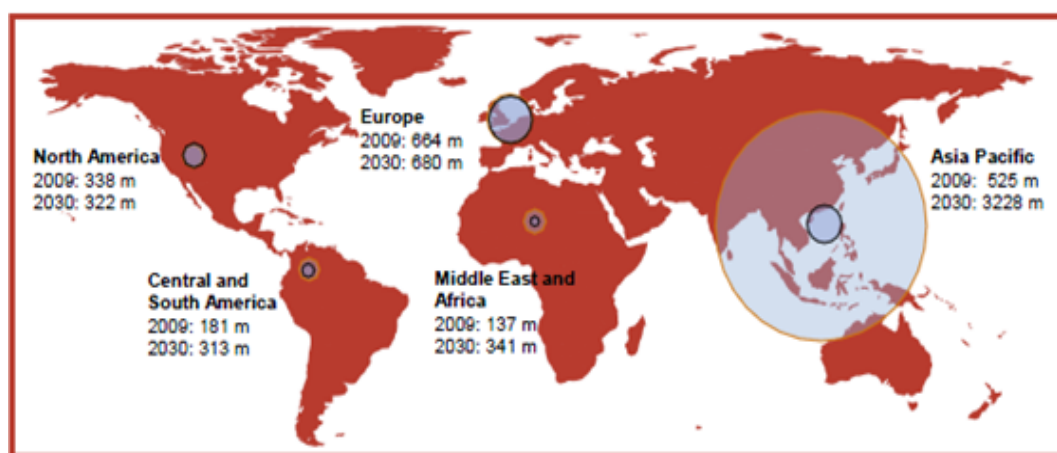 Europe
2009: 664 m
2030: 680 m
North America
2009: 338 m
2030: 322 m
Asia Pacific
2009: 525 m
2030: 3228 m
Central and
South America
2009: 181 m
2030: 313 m
Middle East and
Africa
2009: 137 m
2030: 341 m